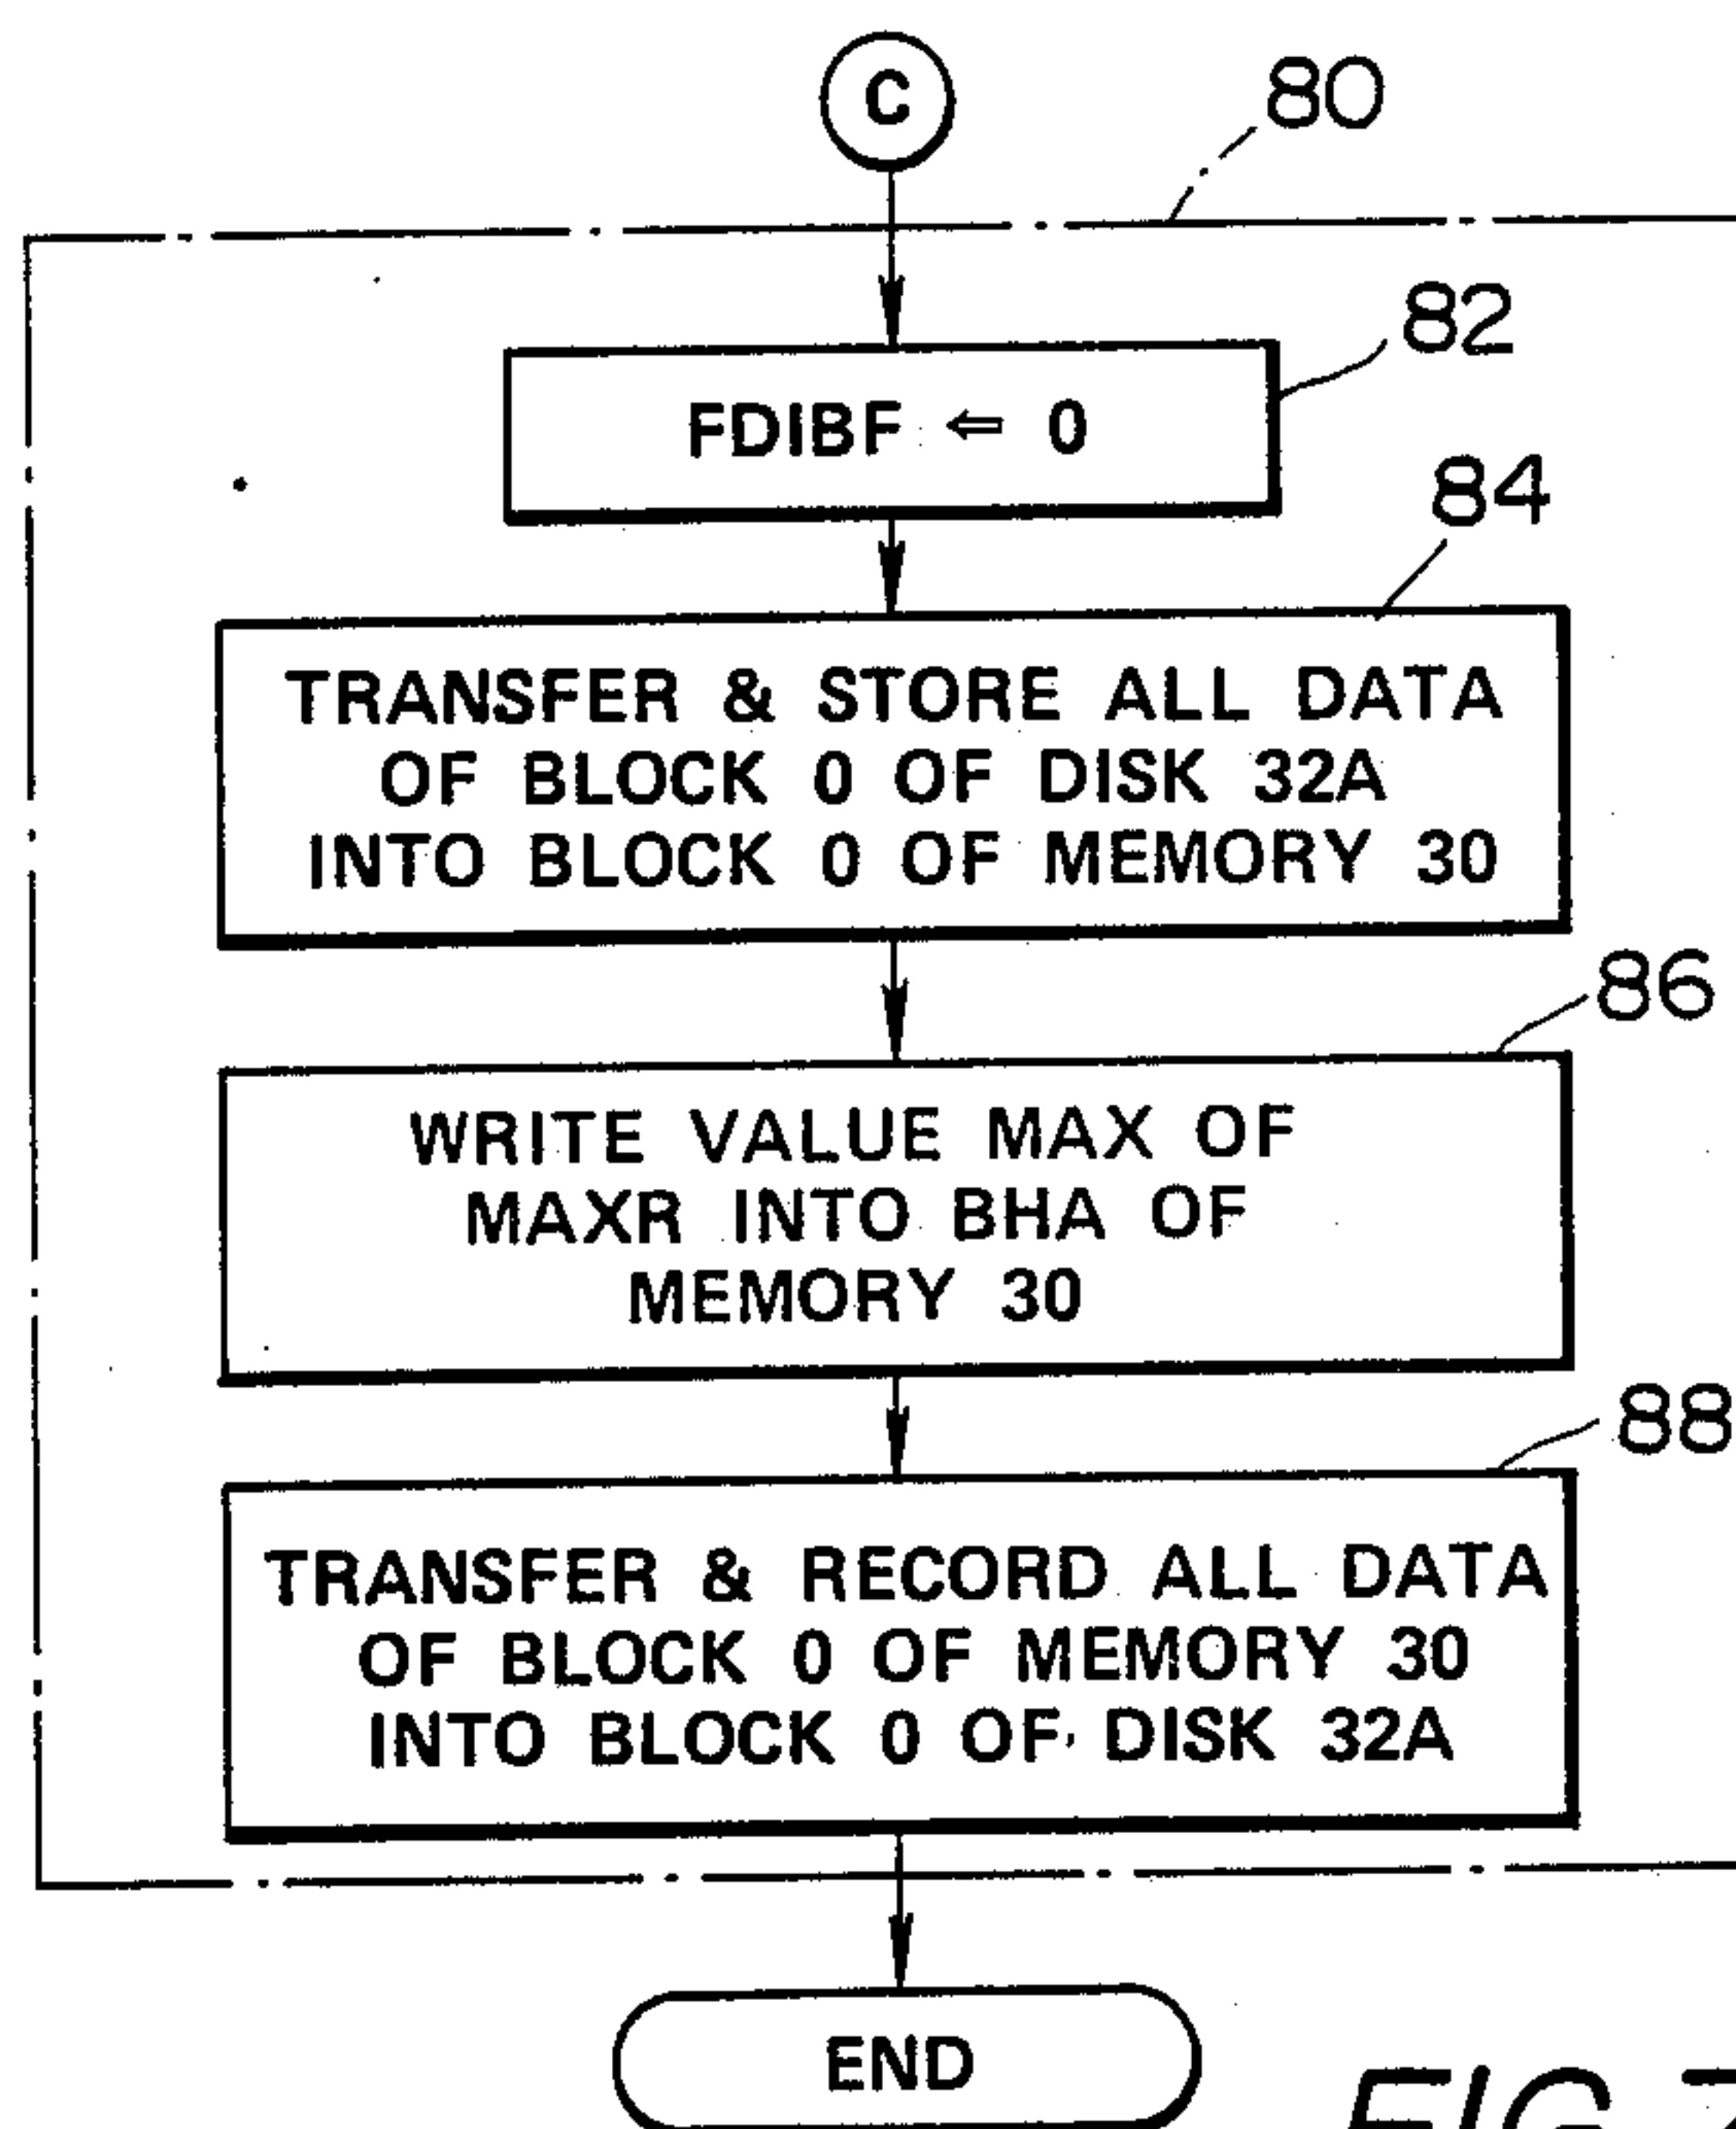 C
80
82
FDIBF ⇐ 0
84
TRANSFER & STORE ALL DATA
OF BLOCK 0 OF DISK 32A
INTO BLOCK 0 OF MEMORY 30
86
WRITE VALUE MAX OF
MAXR INTO BHA OF
MEMORY 30
88
TRANSFER & RECORD ALL DATA
OF BLOCK 0 OF MEMORY 30
INTO BLOCK 0 OF DISK 32A
END
FIG.